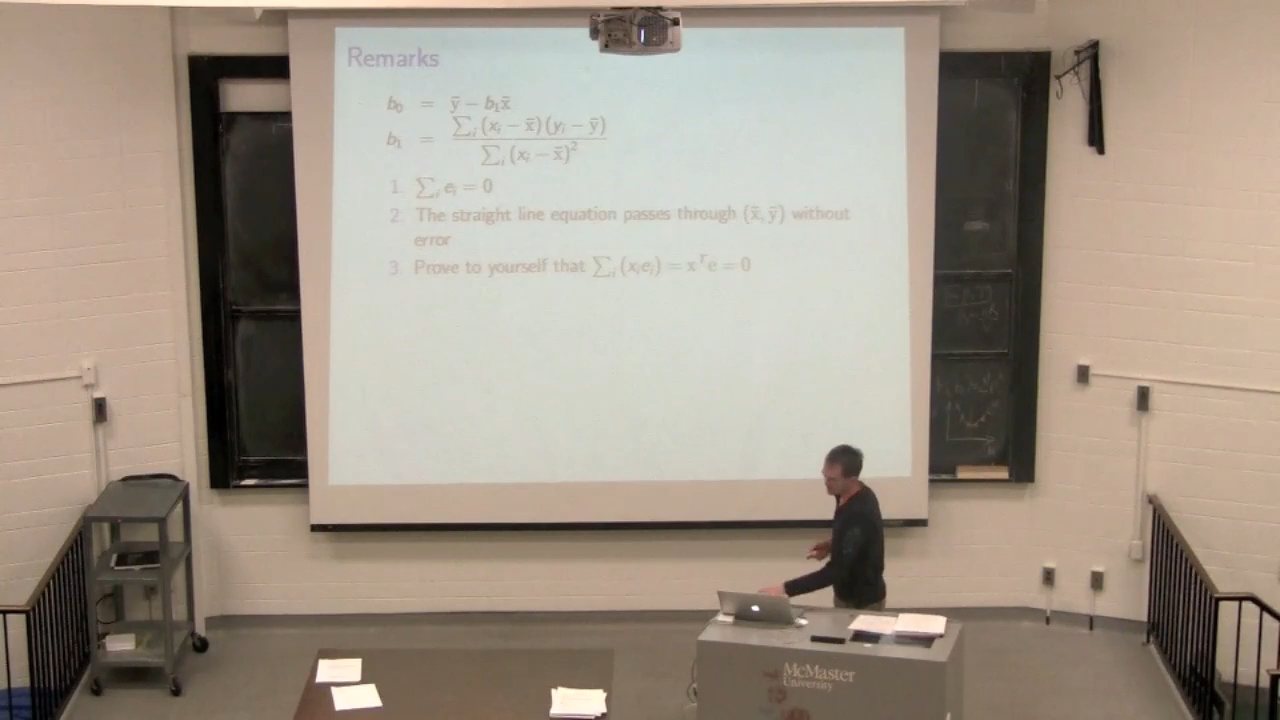 Remarks
b₀ = ȳ − b₁x̄
b₁ = ∑ᵢ (xᵢ − x̄)(yᵢ − ȳ) / ∑ᵢ (xᵢ − x̄)²
1. ∑ᵢ eᵢ = 0
2. The straight line equation passes through (x̄, ȳ) without
error
3. Prove to yourself that ∑ᵢ (xᵢeᵢ) = xᵀe = 0
McMaster
University